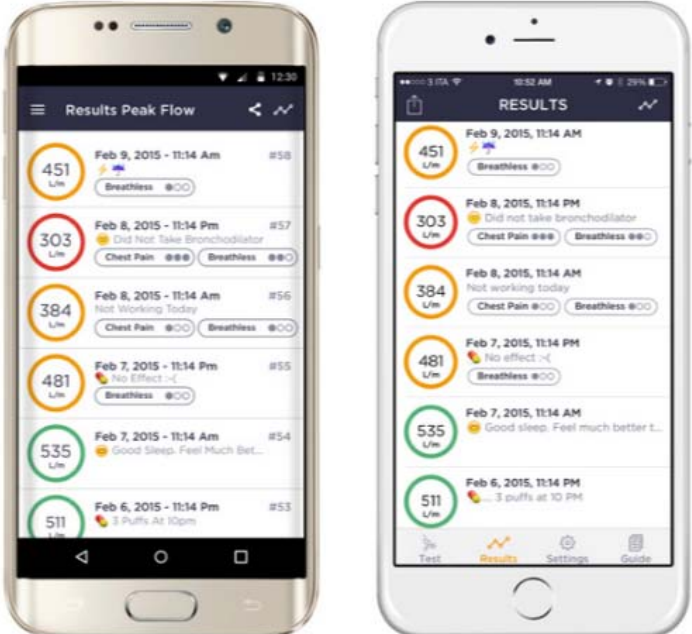 12:30
Results Peak Flow
451
L/m
Feb 9, 2015 - 11:14 Am
#58
Breathless
303
L/m
Feb 8, 2015 - 11:14 Pm
#57
Did Not Take Bronchodilator
Chest Pain
Breathless
384
L/m
Feb 8, 2015 - 11:14 Am
#56
Not Working Today
Chest Pain
Breathless
481
L/m
Feb 7, 2015 - 11:14 Pm
#55
No Effect :-(
Breathless
535
L/m
Feb 7, 2015 - 11:14 Am
#54
Good Sleep. Feel Much Bet...
511
L/m
Feb 6, 2015 - 11:14 Pm
#53
3 Puffs At 10pm
3 ITA
10:52 AM
29%
RESULTS
451
L/m
Feb 9, 2015, 11:14 AM
Breathless
303
L/m
Feb 8, 2015, 11:14 PM
Did not take bronchodilator
Chest Pain
Breathless
384
L/m
Feb 8, 2015, 11:14 AM
Not working today
Chest Pain
Breathless
481
L/m
Feb 7, 2015, 11:14 PM
No effect :-(
Breathless
535
L/m
Feb 7, 2015, 11:14 AM
Good sleep. Feel much better t...
511
L/m
Feb 6, 2015, 11:14 PM
... 3 puffs at 10 PM
Test
Results
Settings
Guide